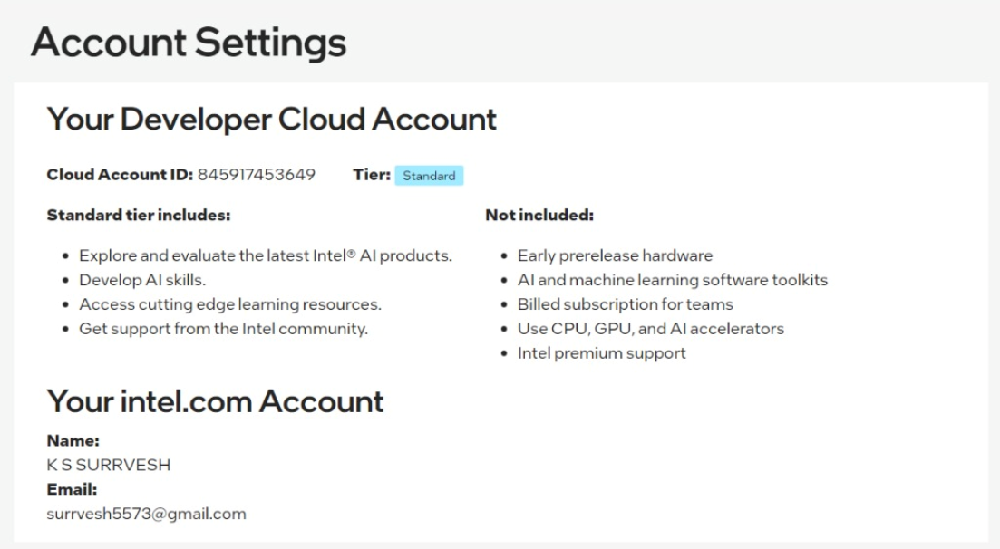 Account Settings
Your Developer Cloud Account
Cloud Account ID: 845917453649 Tier: Standard
Standard tier includes:
Explore and evaluate the latest Intel® AI products.
Develop AI skills.
Access cutting edge learning resources.
Get support from the Intel community.
Not included:
Early prerelease hardware
AI and machine learning software toolkits
Billed subscription for teams
Use CPU, GPU, and AI accelerators
Intel premium support
Your intel.com Account
Name:
K S SURRVESH
Email:
surrvesh5573@gmail.com